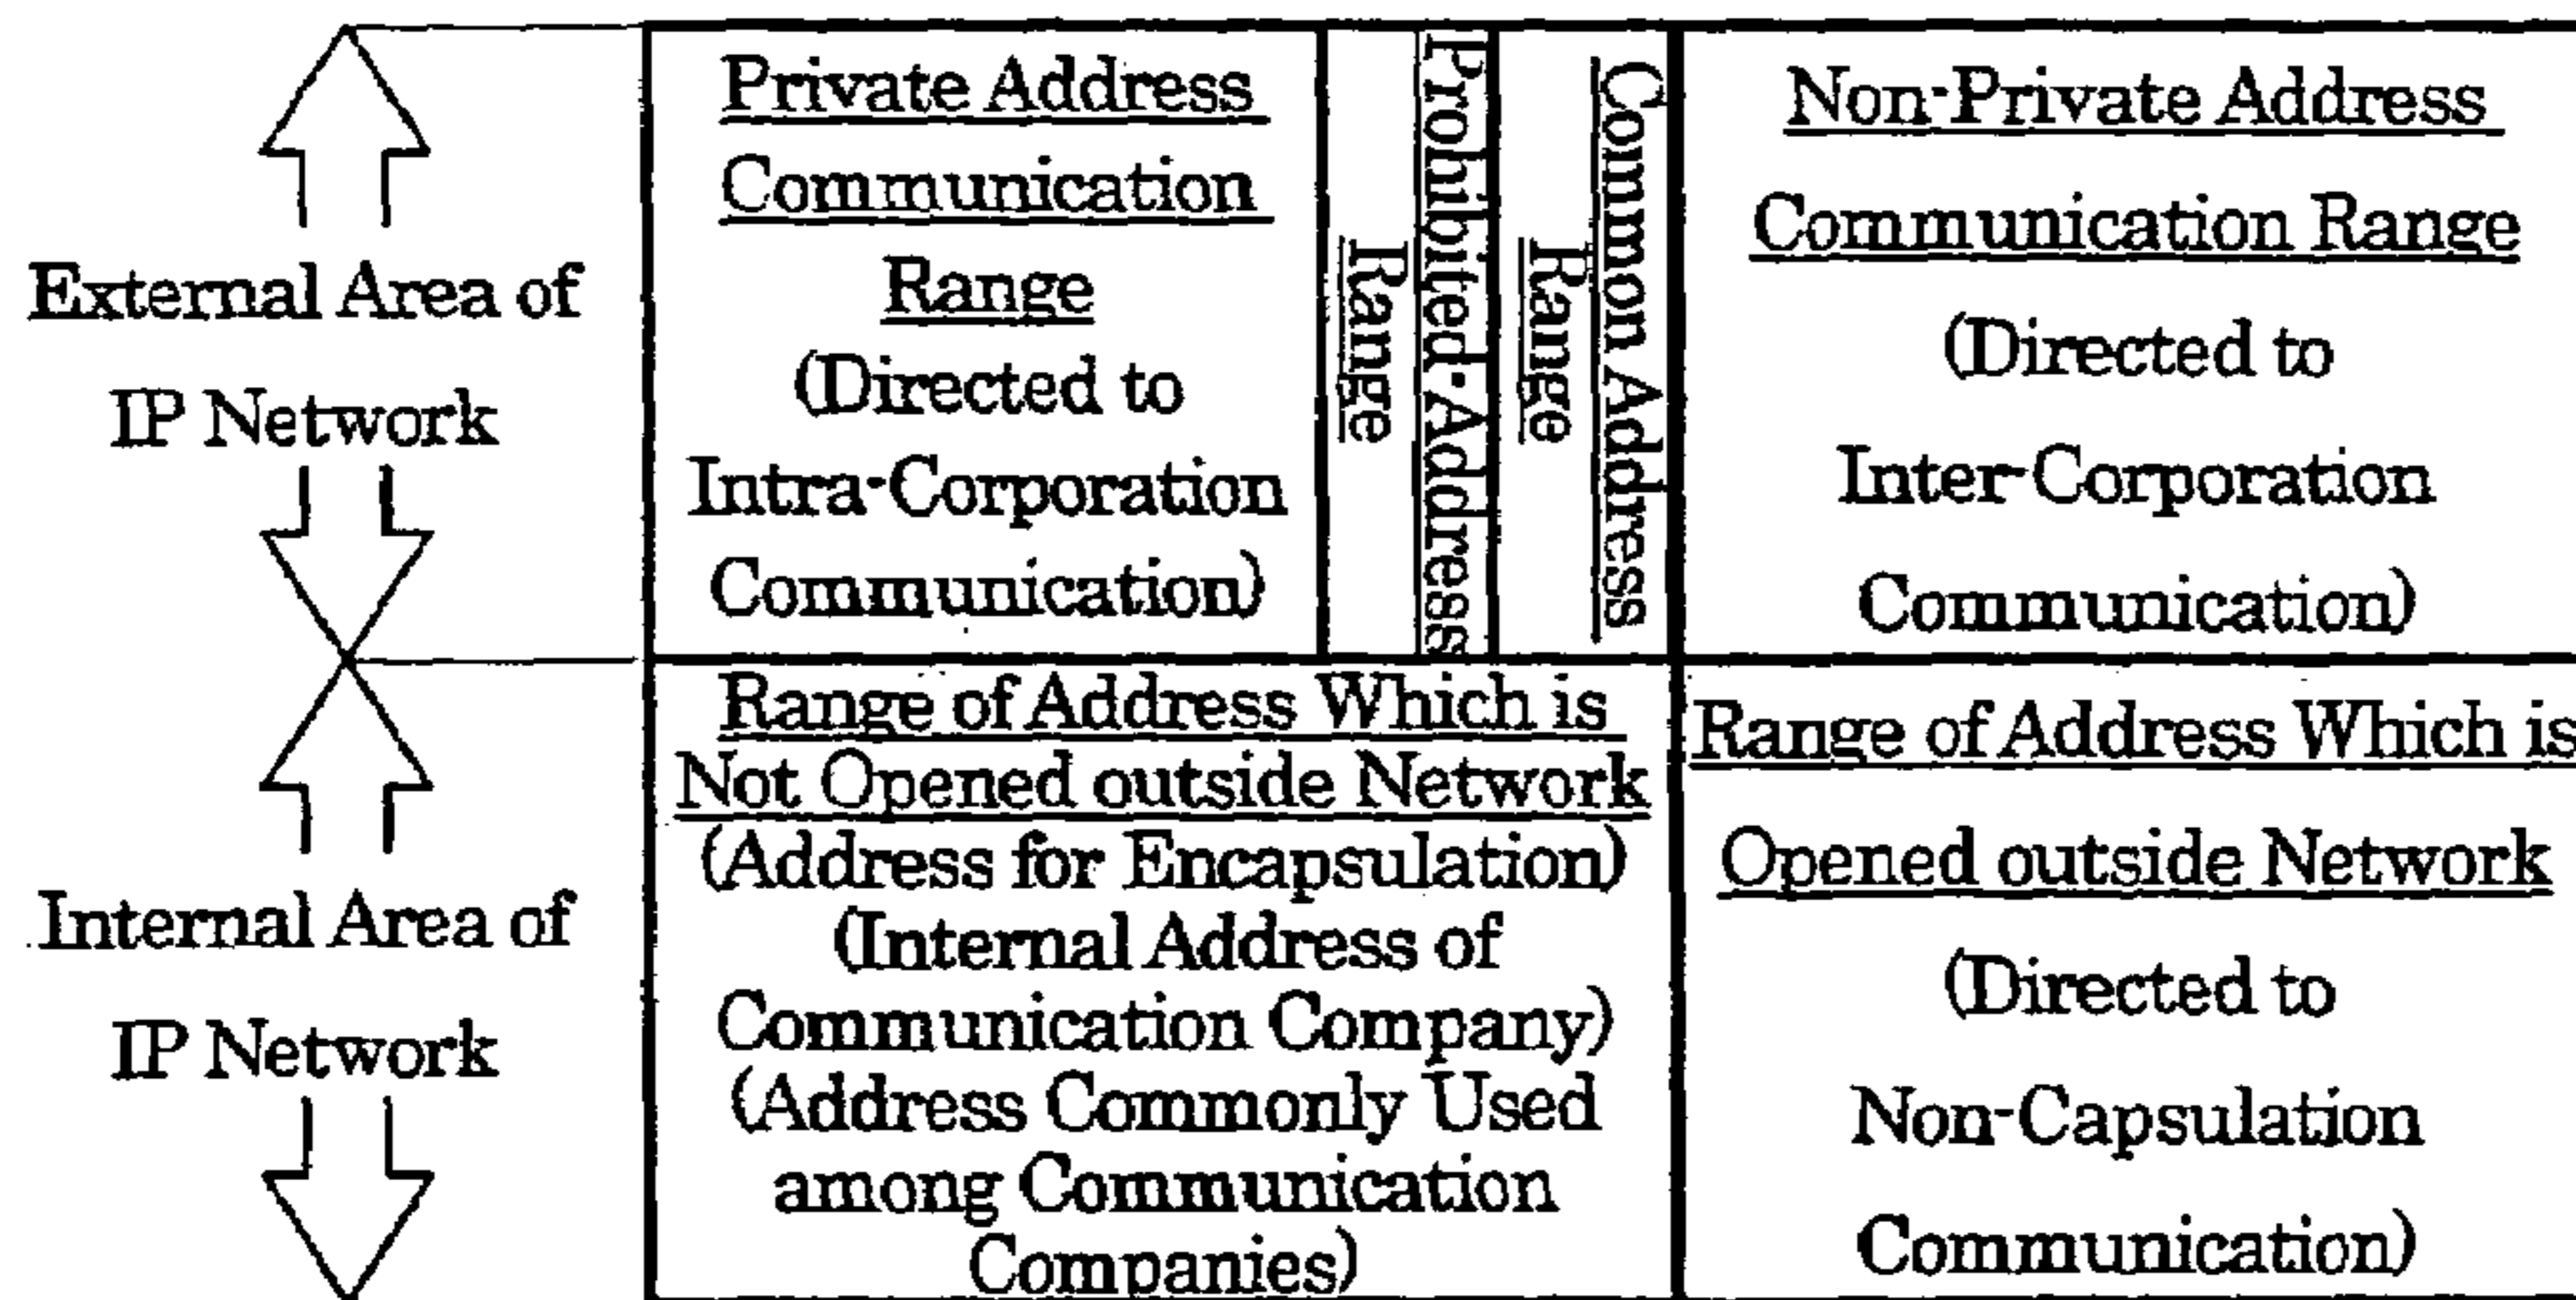 External Area of
IP Network
Private Address
Communication
Range
(Directed to
Intra-Corporation
Communication)
Prohibited·Address
Range
Common Address
Range
Non-Private Address
Communication Range
(Directed to
Inter-Corporation
Communication)
Internal Area of
IP Network
Range of Address Which is
Not Opened outside Network
(Address for Encapsulation)
(Internal Address of
Communication Company)
(Address Commonly Used
among Communication
Companies)
Range of Address Which is
Opened outside Network
(Directed to
Non-Capsulation
Communication)